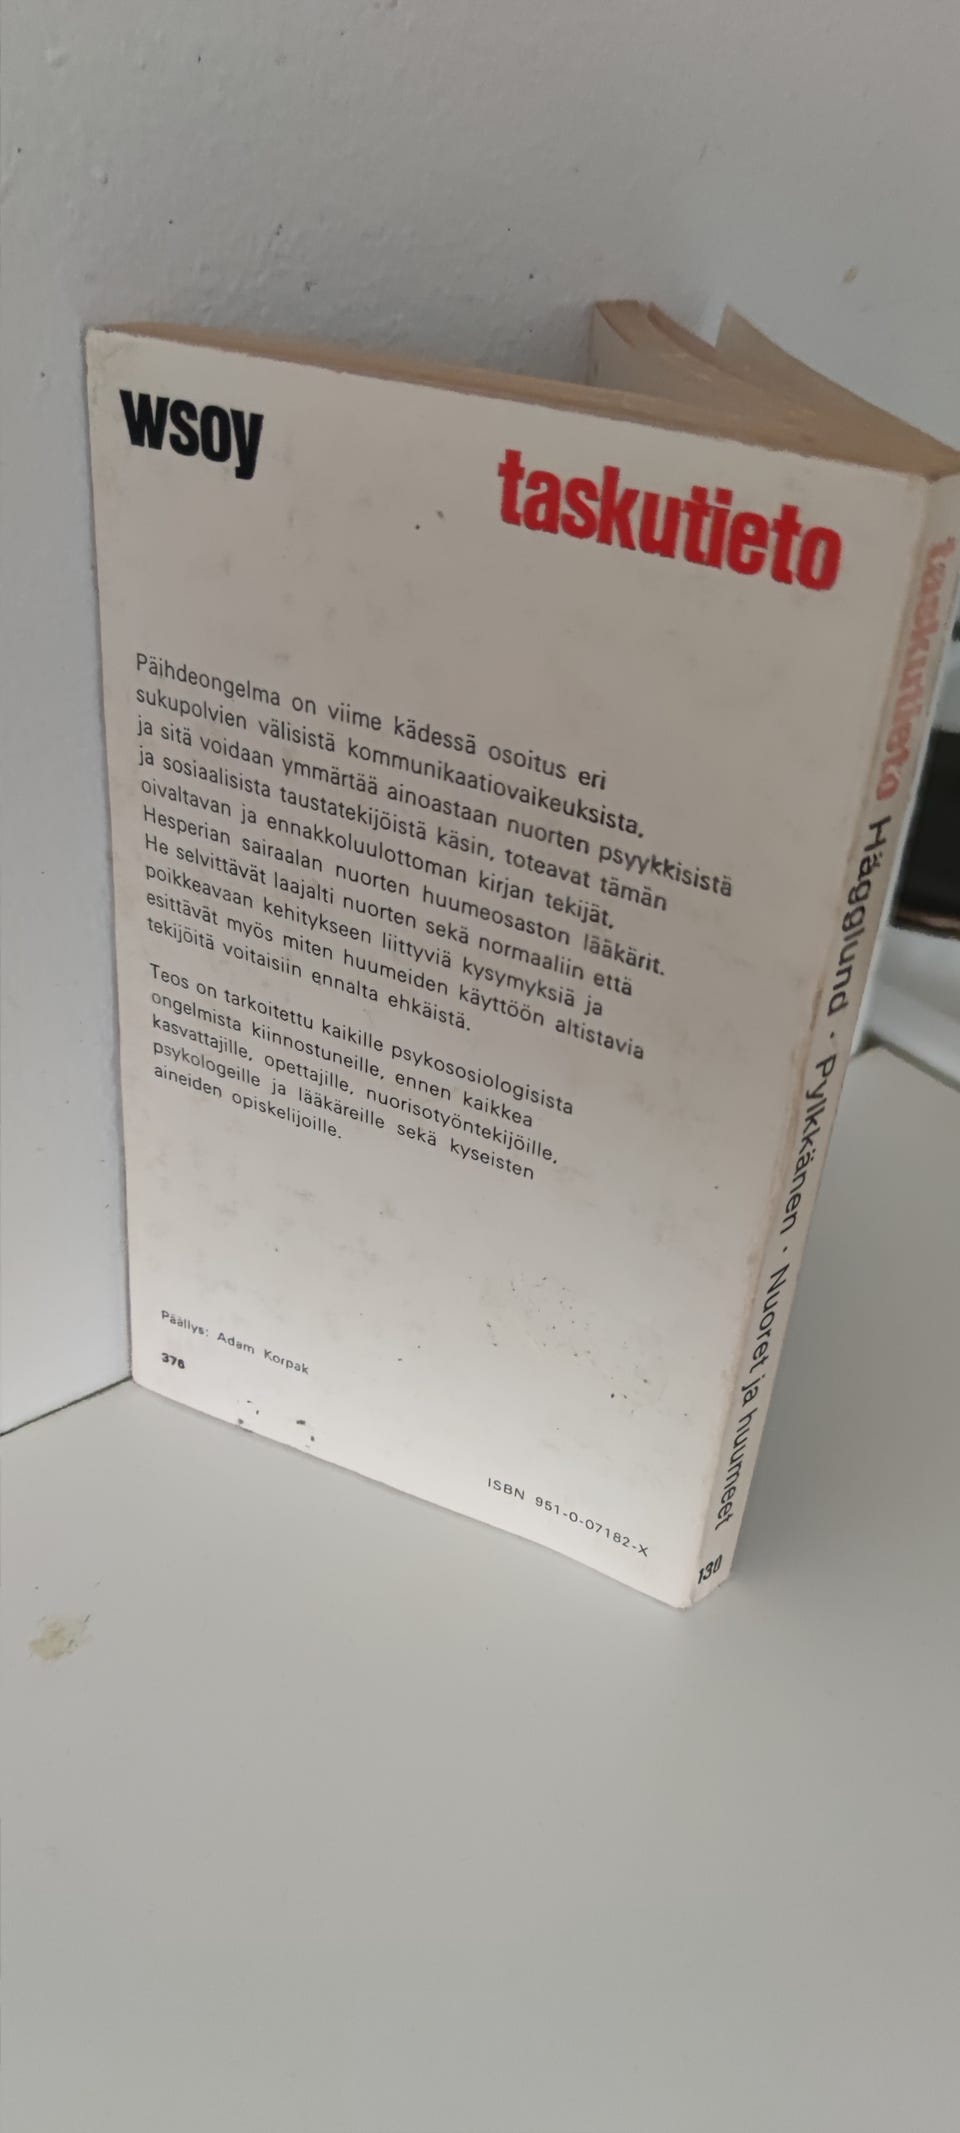 wsoy
taskutieto
Päihdeongelma on viime kädessä osoitus eri
sukupolvien välisistä kommunikaatiovaikeuksista,
ja sitä voidaan ymmärtää ainoastaan nuorten psyykkisistä
ja sosiaalisista taustatekijöistä käsin, toteavat tämän
oivaltavan ja ennakkoluulottoman kirjan tekijät,
Hesperian sairaalan nuorten huumeosaston lääkärit.
He selvittävät laajalti nuorten sekä normaaliin että
poikkeavaan kehitykseen liittyviä kysymyksiä ja
esittävät myös miten huumeiden käyttöön altistavia
tekijöitä voitaisiin ennalta ehkäistä.
Teos on tarkoitettu kaikille psykososiologisista
ongelmista kiinnostuneille, ennen kaikkea
kasvattajille, opettajille, nuorisotyöntekijöille,
psykologeille ja lääkäreille sekä kyseisten
aineiden opiskelijoille.
Päällys: Adam Korpak
376
ISBN 951-0-07182-X
taskutieto Hägglund · Pylkkänen · Nuoret ja huumeet 130